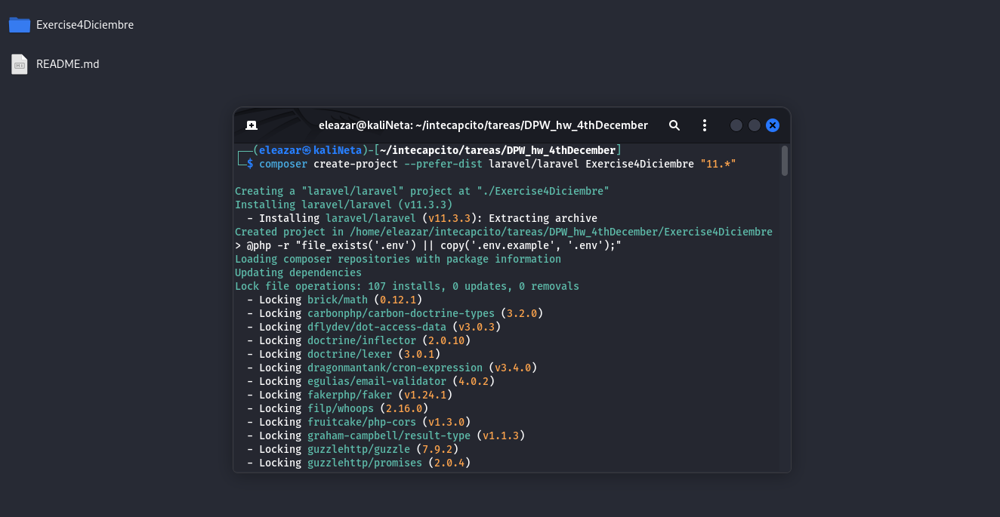 Exercise4Diciembre
README.md
eleazar@kaliNeta: ~/intecapcito/tareas/DPW_hw_4thDecember
┌──(eleazar㉿kaliNeta)-[~/intecapcito/tareas/DPW_hw_4thDecember]
└─$ composer create-project --prefer-dist laravel/laravel Exercise4Diciembre "11.*"
Creating a "laravel/laravel" project at "./Exercise4Diciembre"
Installing laravel/laravel (v11.3.3)
  - Installing laravel/laravel (v11.3.3): Extracting archive
Created project in /home/eleazar/intecapcito/tareas/DPW_hw_4thDecember/Exercise4Diciembre
> @php -r "file_exists('.env') || copy('.env.example', '.env');"
Loading composer repositories with package information
Updating dependencies
Lock file operations: 107 installs, 0 updates, 0 removals
  - Locking brick/math (0.12.1)
  - Locking carbonphp/carbon-doctrine-types (3.2.0)
  - Locking dflydev/dot-access-data (v3.0.3)
  - Locking doctrine/inflector (2.0.10)
  - Locking doctrine/lexer (3.0.1)
  - Locking dragonmantank/cron-expression (v3.4.0)
  - Locking egulias/email-validator (4.0.2)
  - Locking fakerphp/faker (v1.24.1)
  - Locking filp/whoops (2.16.0)
  - Locking fruitcake/php-cors (v1.3.0)
  - Locking graham-campbell/result-type (v1.1.3)
  - Locking guzzlehttp/guzzle (7.9.2)
  - Locking guzzlehttp/promises (2.0.4)